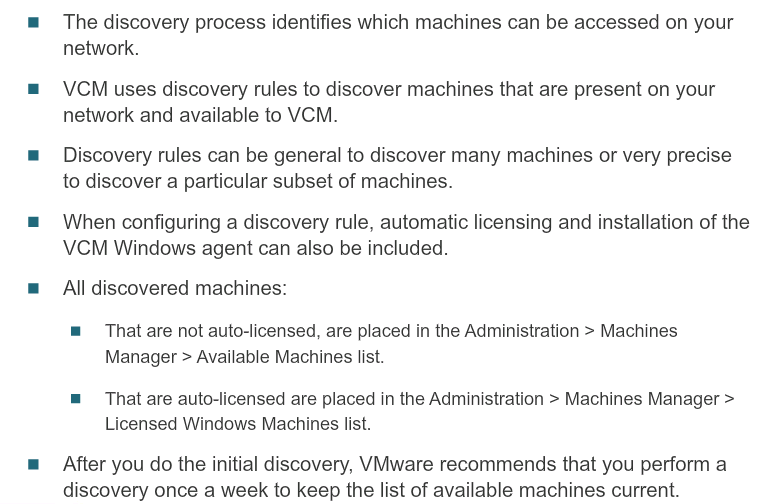 The discovery process identifies which machines can be accessed on your
network.
VCM uses discovery rules to discover machines that are present on your
network and available to VCM.
Discovery rules can be general to discover many machines or very precise
to discover a particular subset of machines.
When configuring a discovery rule, automatic licensing and installation of the
VCM Windows agent can also be included.
All discovered machines:
That are not auto-licensed, are placed in the Administration > Machines
Manager > Available Machines list.
That are auto-licensed are placed in the Administration > Machines Manager >
Licensed Windows Machines list.
After you do the initial discovery, VMware recommends that you perform a
discovery once a week to keep the list of available machines current.